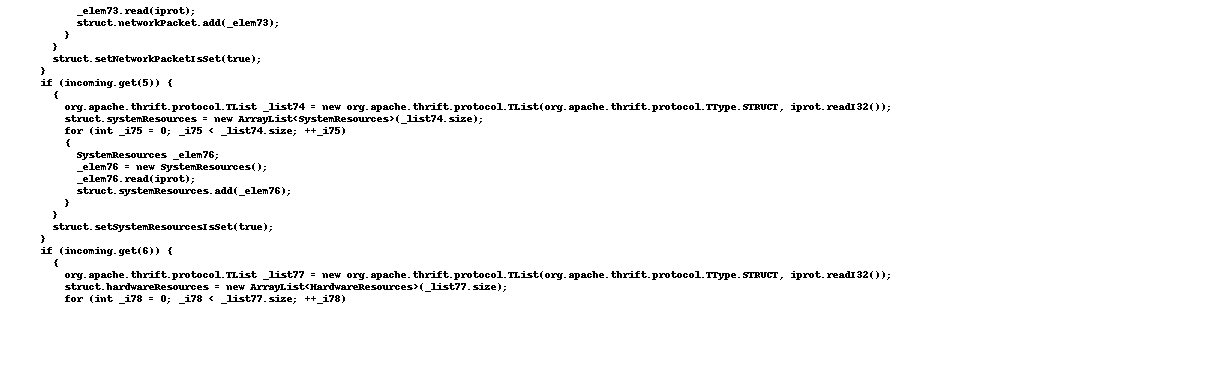 _elem73.read(iprot);
struct.networkPacket.add(_elem73);
}
}
struct.setNetworkPacketIsSet(true);
}
if (incoming.get(5)) {
{
org.apache.thrift.protocol.TList _list74 = new org.apache.thrift.protocol.TList(org.apache.thrift.protocol.TType.STRUCT, iprot.readI32());
struct.systemResources = new ArrayList<SystemResources>(_list74.size);
for (int _i75 = 0; _i75 < _list74.size; ++_i75)
{
SystemResources _elem76;
_elem76 = new SystemResources();
_elem76.read(iprot);
struct.systemResources.add(_elem76);
}
}
struct.setSystemResourcesIsSet(true);
}
if (incoming.get(6)) {
{
org.apache.thrift.protocol.TList _list77 = new org.apache.thrift.protocol.TList(org.apache.thrift.protocol.TType.STRUCT, iprot.readI32());
struct.hardwareResources = new ArrayList<HardwareResources>(_list77.size);
for (int _i78 = 0; _i78 < _list77.size; ++_i78)